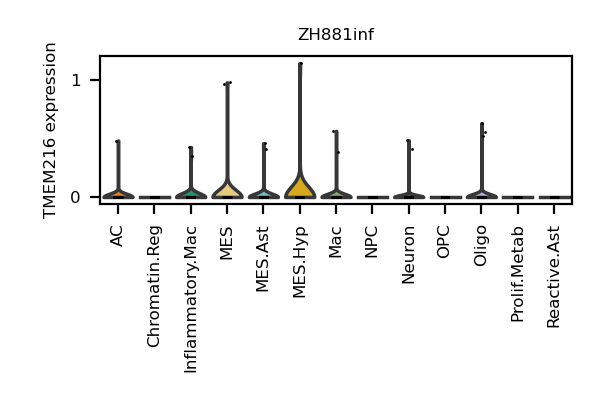 ZH881inf
TMEM216 expression
1
0
AC
Chromatin.Reg
Inflammatory.Mac
MES
MES.Ast
MES.Hyp
Mac
NPC
Neuron
OPC
Oligo
Prolif.Metab
Reactive.Ast